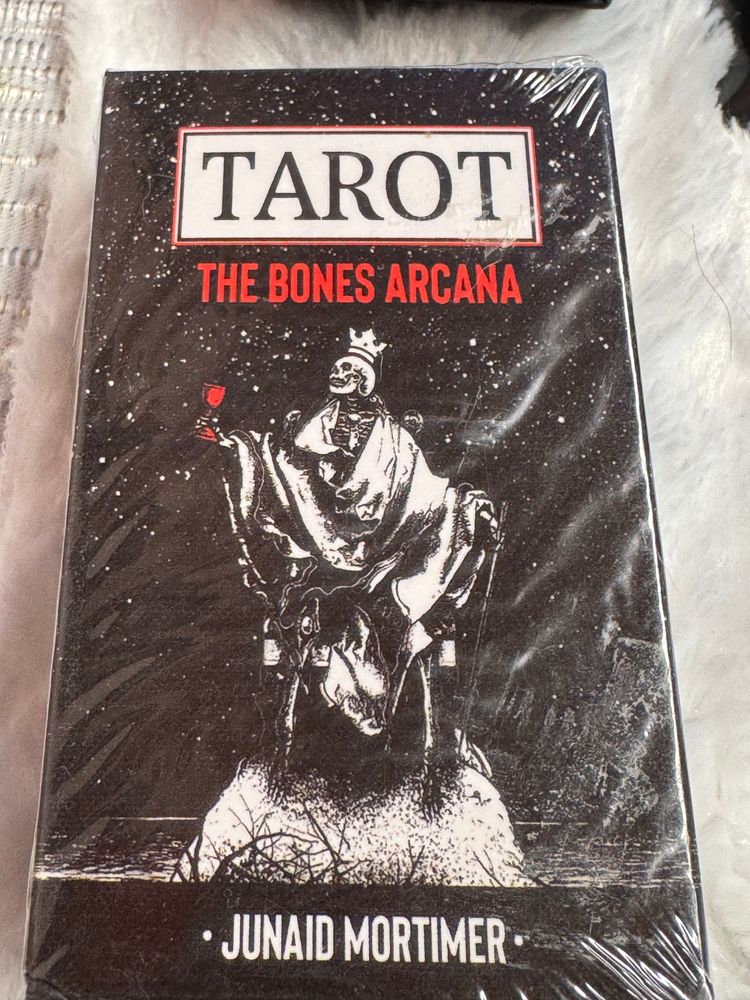 TAROT
THE BONES ARCANA
· JUNAID MORTIMER ·